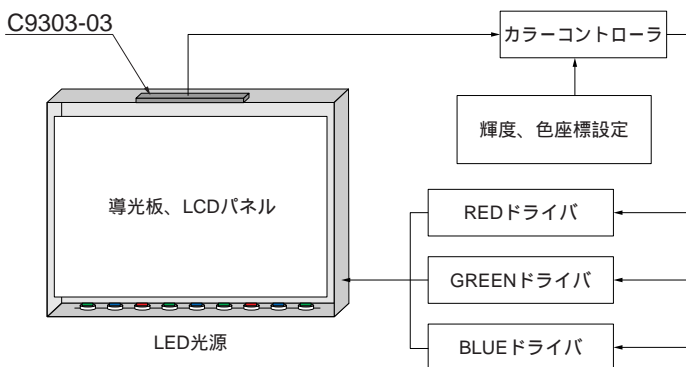 C9303-03
カラーコントローラ
輝度、色座標設定
導光板、LCDパネル
REDドライバ
GREENドライバ
BLUEドライバ
LED光源